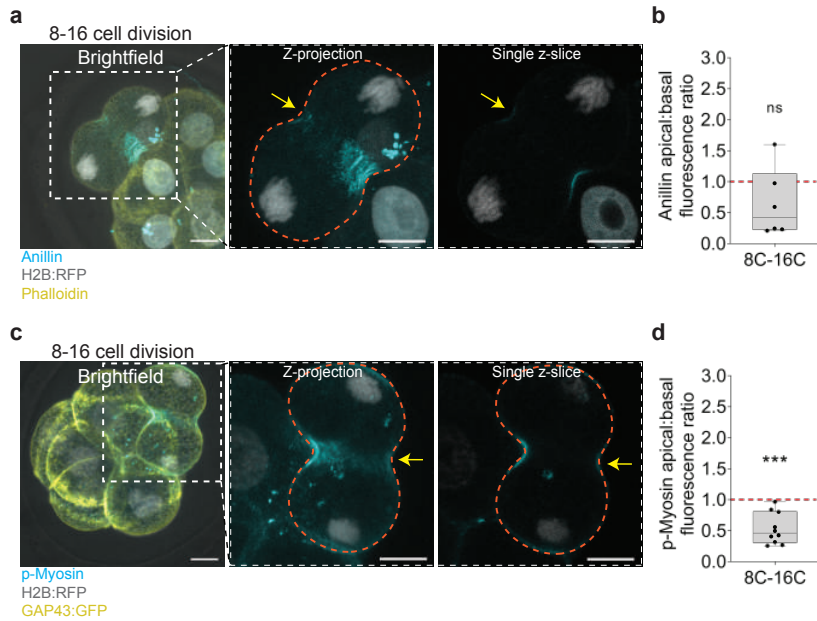 a
8-16 cell division
Brightfield
Z-projection
Single z-slice
Anillin
H2B:RFP
Phalloidin
b
Anillin apical:basal
fluorescence ratio
3.0
2.5
2.0
1.5
1.0
0.5
0.0
ns
8C-16C
c
8-16 cell division
Brightfield
Z-projection
Single z-slice
p-Myosin
H2B:RFP
GAP43:GFP
d
p-Myosin apical:basal
fluorescence ratio
3.0
2.5
2.0
1.5
1.0
0.5
0.0
***
8C-16C